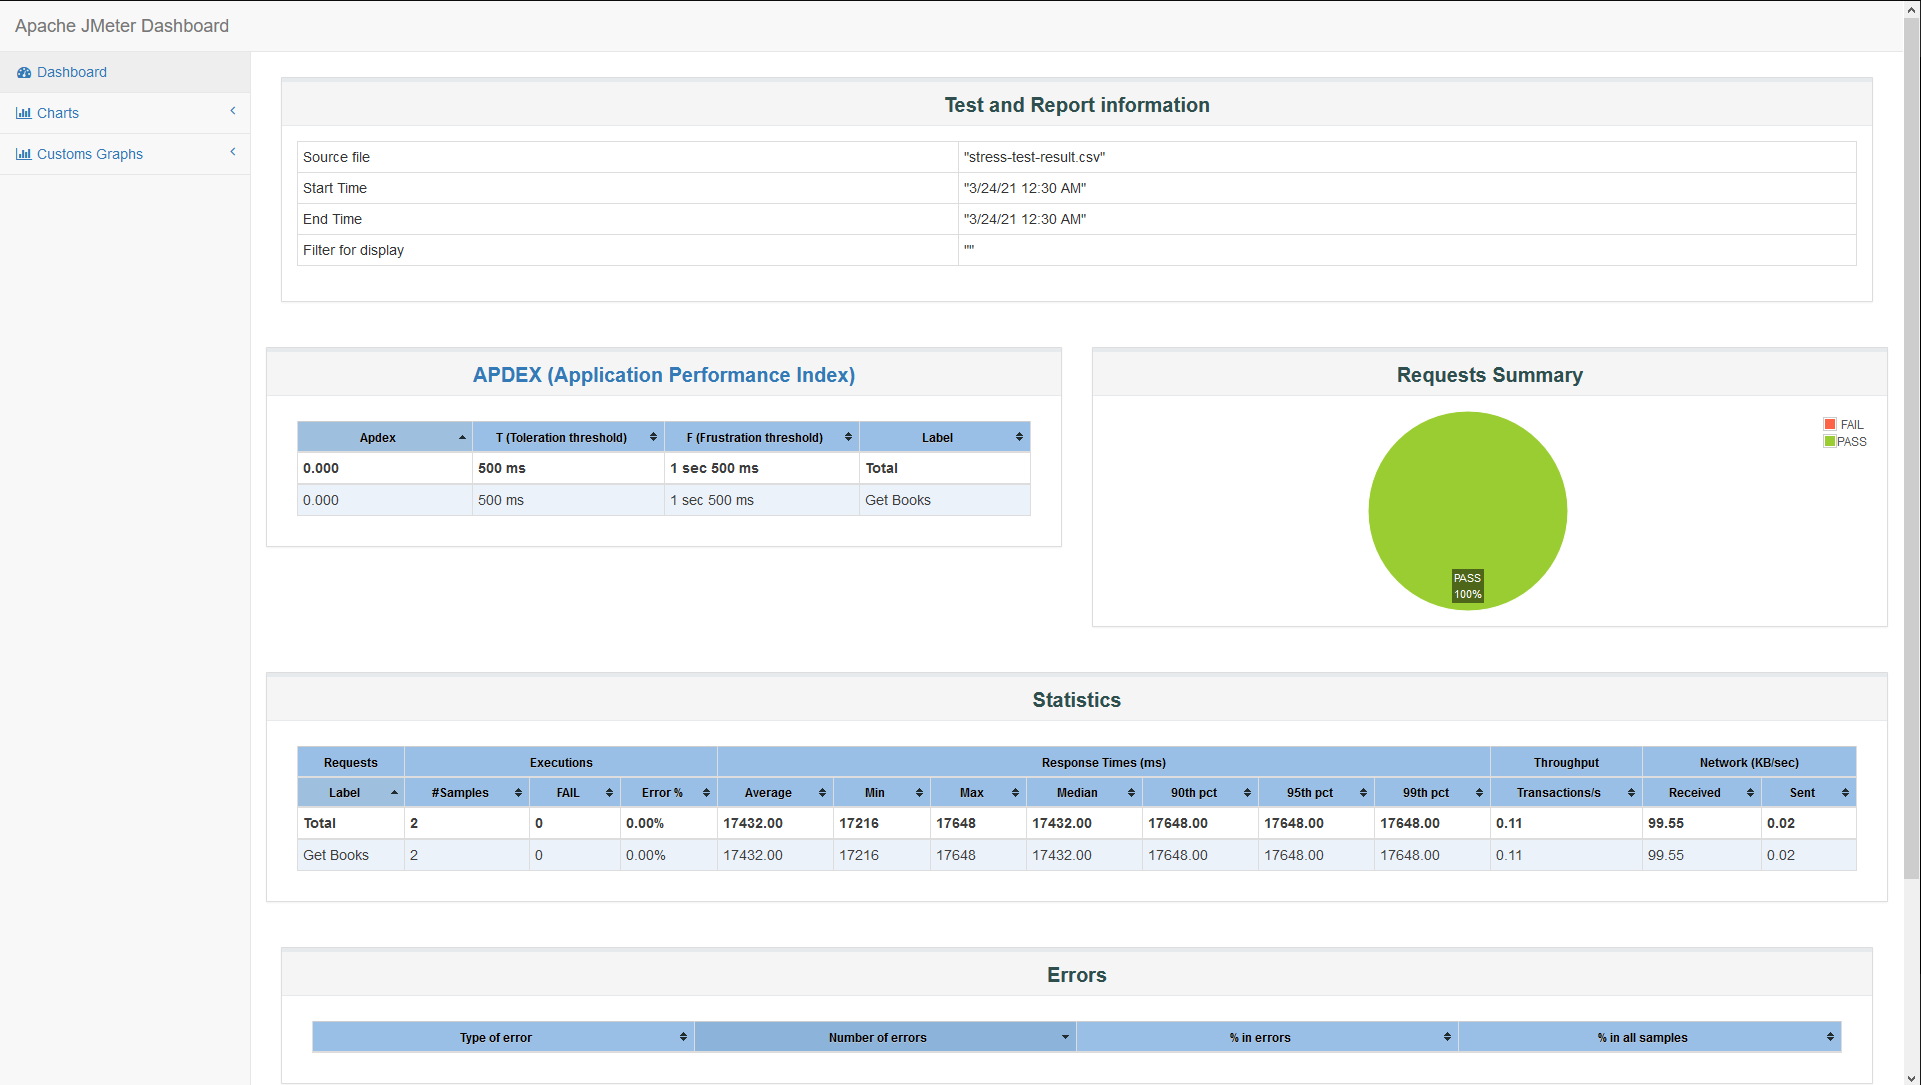 Apache JMeter Dashboard
Dashboard
Charts
Customs Graphs
Test and Report information
Source file "stress-test-result.csv"
Start Time "3/24/21 12:30 AM"
End Time "3/24/21 12:30 AM"
Filter for display ""
APDEX (Application Performance Index)
Apdex T (Toleration threshold) F (Frustration threshold) Label
0.000 500 ms 1 sec 500 ms Total
0.000 500 ms 1 sec 500 ms Get Books
Requests Summary
FAIL
PASS
PASS
100%
Statistics
Requests Executions Response Times (ms) Throughput Network (KB/sec)
Label #Samples FAIL Error % Average Min Max Median 90th pct 95th pct 99th pct Transactions/s Received Sent
Total 2 0 0.00% 17432.00 17216 17648 17432.00 17648.00 17648.00 17648.00 0.11 99.55 0.02
Get Books 2 0 0.00% 17432.00 17216 17648 17432.00 17648.00 17648.00 17648.00 0.11 99.55 0.02
Errors
Type of error Number of errors % in errors % in all samples